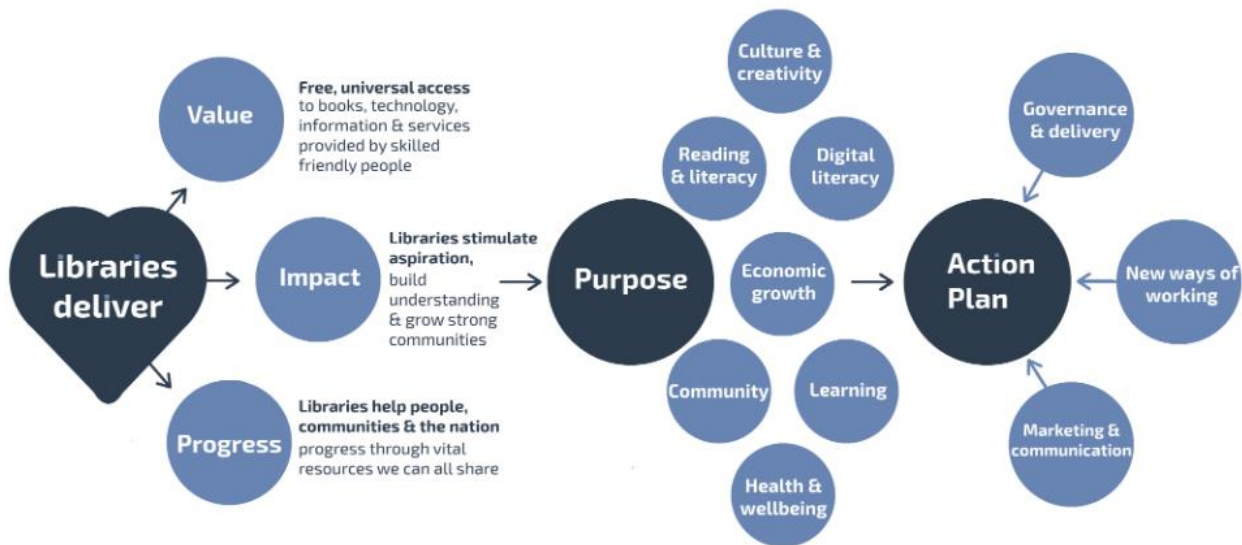 Libraries
deliver
Value
Free, universal access
to books, technology,
information & services
provided by skilled
friendly people
Impact
Libraries stimulate
aspiration,
build
understanding
& grow strong
communities
Progress
Libraries help people,
communities & the nation
progress through vital
resources we can all share
Purpose
Culture &
creativity
Reading
& literacy
Digital
literacy
Economic
growth
Community
Learning
Health &
wellbeing
Action
Plan
Governance
& delivery
New ways of
working
Marketing &
communication